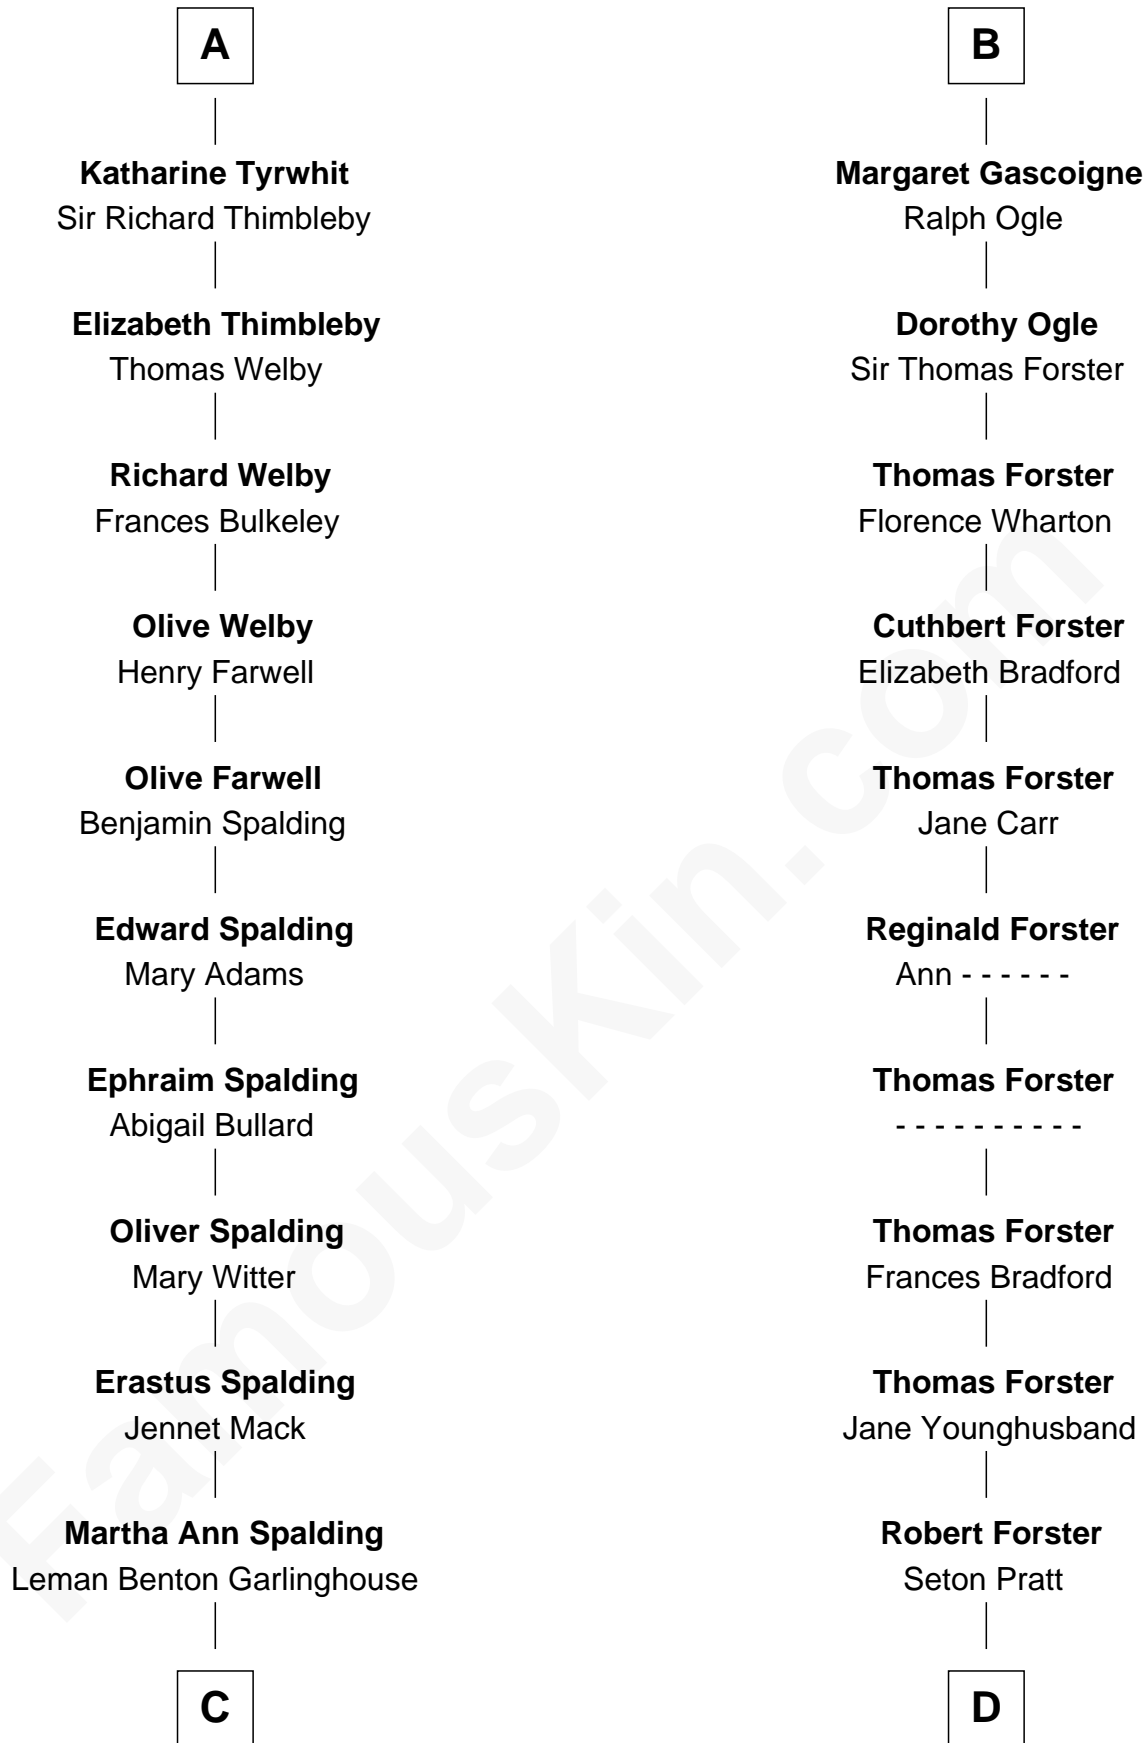 A
Katharine Tyrwhit
Sir Richard Thimbleby
Elizabeth Thimbleby
Thomas Welby
Richard Welby
Frances Bulkeley
Olive Welby
Henry Farwell
Olive Farwell
Benjamin Spalding
Edward Spalding
Mary Adams
Ephraim Spalding
Abigail Bullard
Oliver Spalding
Mary Witter
Erastus Spalding
Jennet Mack
Martha Ann Spalding
Leman Benton Garlinghouse
C
B
Margaret Gascoigne
Ralph Ogle
Dorothy Ogle
Sir Thomas Forster
Thomas Forster
Florence Wharton
Cuthbert Forster
Elizabeth Bradford
Thomas Forster
Jane Carr
Reginald Forster
Ann - - - - - -
Thomas Forster
- - - - - - - - - -
Thomas Forster
Frances Bradford
Thomas Forster
Jane Younghusband
Robert Forster
Seton Pratt
D
FamousKin.com